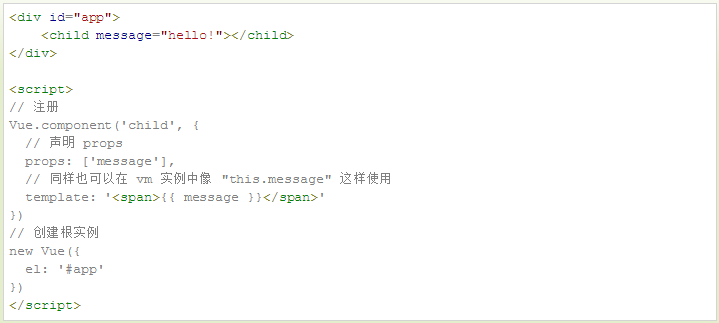 <div id="app">
    <child message="hello!"></child>
</div>

<script>
// 注册
Vue.component('child', {
  // 声明 props
  props: ['message'],
  // 同样也可以在 vm 实例中像 "this.message" 这样使用
  template: '<span>{{ message }}</span>'
})
// 创建根实例
new Vue({
  el: '#app'
})
</script>